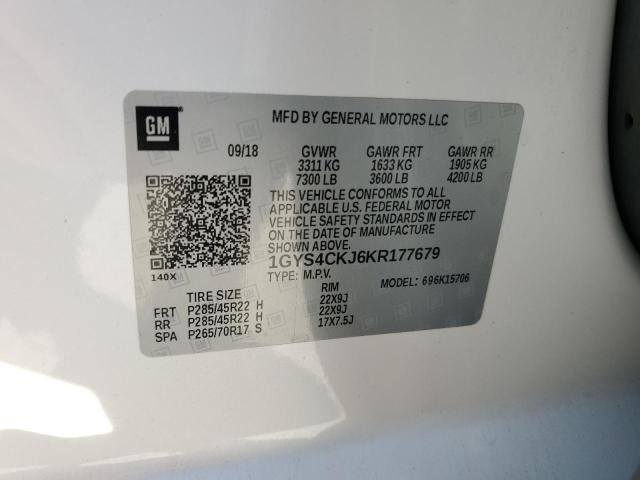 GM
MFD BY GENERAL MOTORS LLC
09/18 GVWR GAWR FRT GAWR RR
3311 KG 1633 KG 1905 KG
7300 LB 3600 LB 4200 LB
THIS VEHICLE CONFORMS TO ALL
APPLICABLE U.S. FEDERAL MOTOR
VEHICLE SAFETY STANDARDS IN EFFECT
ON THE DATE OF MANUFACTURE
SHOWN ABOVE.
1GYS4CKJ6KR177679
140X TYPE: M.P.V. MODEL: 696K15706
TIRE SIZE RIM
FRT P285/45R22 H 22X9J
RR P285/45R22 H 22X9J
SPA P265/70R17 S 17X7.5J